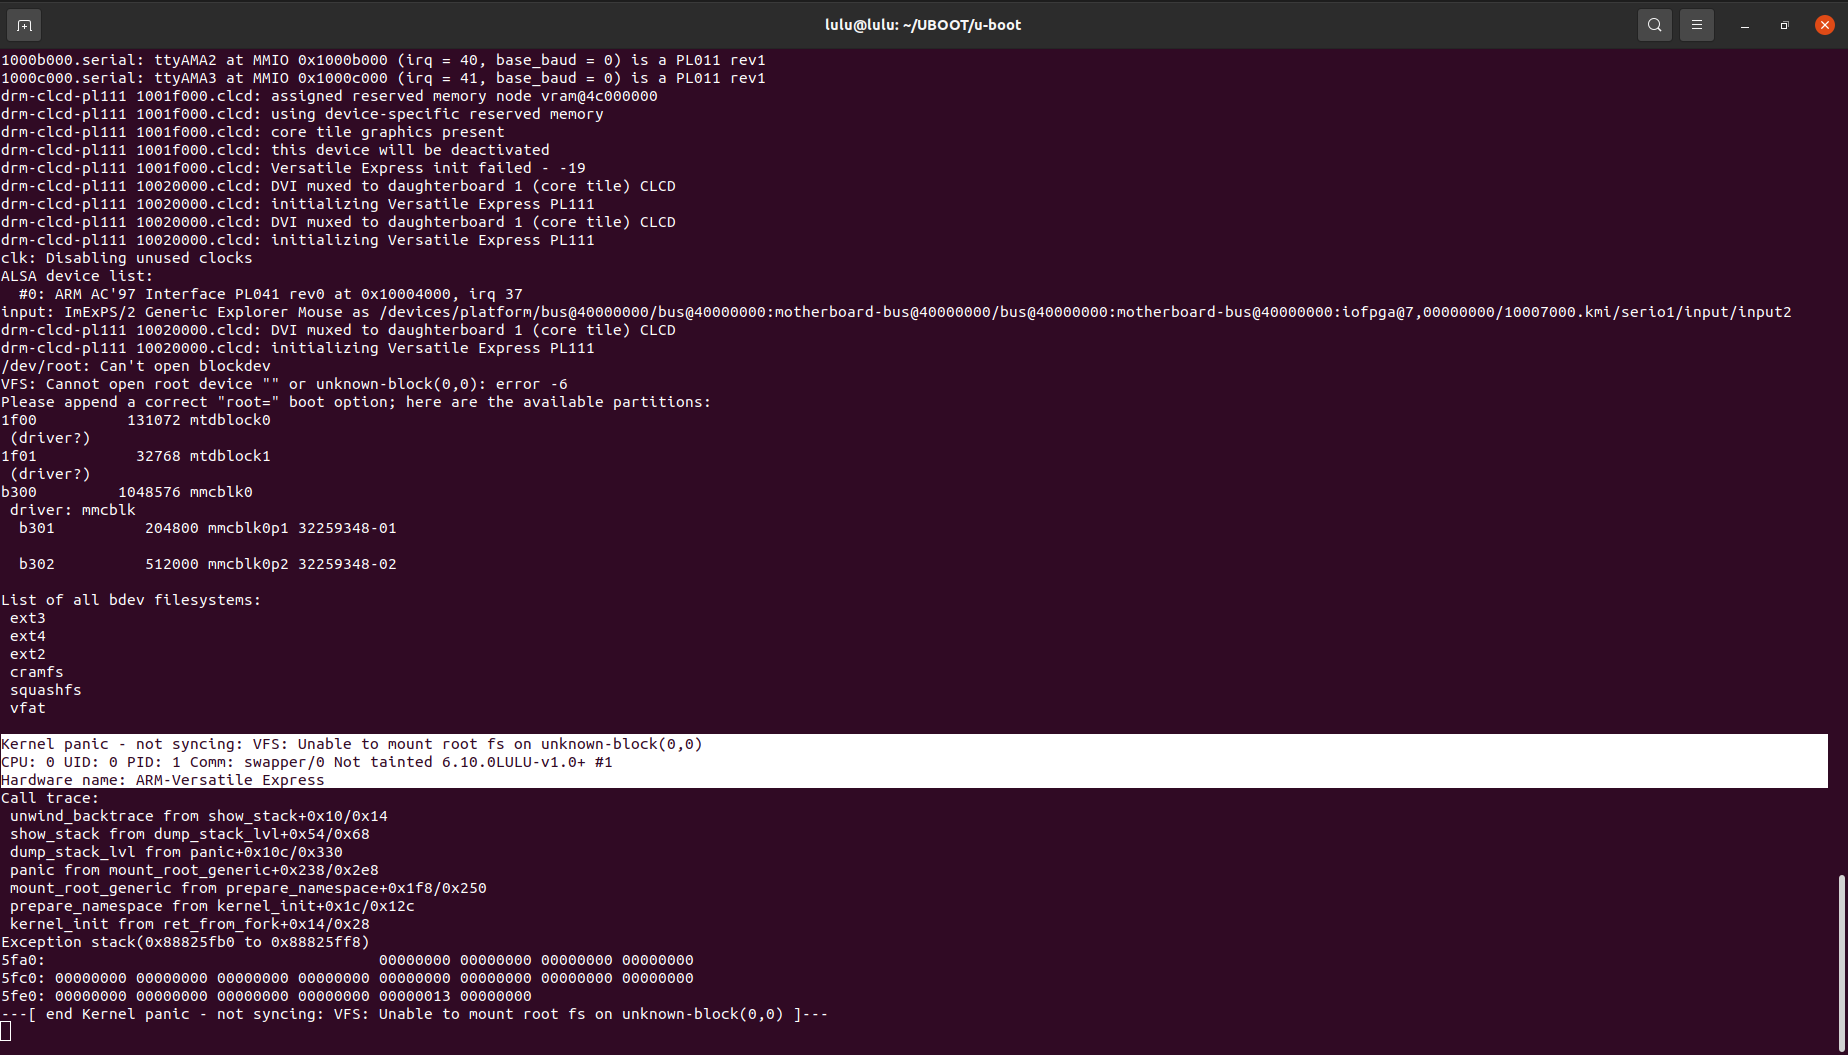 lulu@lulu: ~/UBOOT/u-boot
1000b000.serial: ttyAMA2 at MMIO 0x1000b000 (irq = 40, base_baud = 0) is a PL011 rev1
1000c000.serial: ttyAMA3 at MMIO 0x1000c000 (irq = 41, base_baud = 0) is a PL011 rev1
drm-clcd-pl111 1001f000.clcd: assigned reserved memory node vram@4c000000
drm-clcd-pl111 1001f000.clcd: using device-specific reserved memory
drm-clcd-pl111 1001f000.clcd: core tile graphics present
drm-clcd-pl111 1001f000.clcd: this device will be deactivated
drm-clcd-pl111 1001f000.clcd: Versatile Express init failed - -19
drm-clcd-pl111 10020000.clcd: DVI muxed to daughterboard 1 (core tile) CLCD
drm-clcd-pl111 10020000.clcd: initializing Versatile Express PL111
drm-clcd-pl111 10020000.clcd: DVI muxed to daughterboard 1 (core tile) CLCD
drm-clcd-pl111 10020000.clcd: initializing Versatile Express PL111
clk: Disabling unused clocks
ALSA device list:
  #0: ARM AC'97 Interface PL041 rev0 at 0x10004000, irq 37
input: ImExPS/2 Generic Explorer Mouse as /devices/platform/bus@40000000/bus@40000000:motherboard-bus@40000000/bus@40000000:motherboard-bus@40000000:iofpga@7,00000000/10007000.kmi/serio1/input/input2
drm-clcd-pl111 10020000.clcd: DVI muxed to daughterboard 1 (core tile) CLCD
drm-clcd-pl111 10020000.clcd: initializing Versatile Express PL111
/dev/root: Can't open blockdev
VFS: Cannot open root device "" or unknown-block(0,0): error -6
Please append a correct "root=" boot option; here are the available partitions:
1f00          131072 mtdblock0
 (driver?)
1f01           32768 mtdblock1
 (driver?)
b300         1048576 mmcblk0
 driver: mmcblk
  b301          204800 mmcblk0p1 32259348-01
  b302          512000 mmcblk0p2 32259348-02
List of all bdev filesystems:
 ext3
 ext4
 ext2
 cramfs
 squashfs
 vfat
Kernel panic - not syncing: VFS: Unable to mount root fs on unknown-block(0,0)
CPU: 0 UID: 0 PID: 1 Comm: swapper/0 Not tainted 6.10.0LULU-v1.0+ #1
Hardware name: ARM-Versatile Express
Call trace:
 unwind_backtrace from show_stack+0x10/0x14
 show_stack from dump_stack_lvl+0x54/0x68
 dump_stack_lvl from panic+0x10c/0x330
 panic from mount_root_generic+0x238/0x2e8
 mount_root_generic from prepare_namespace+0x1f8/0x250
 prepare_namespace from kernel_init+0x1c/0x12c
 kernel_init from ret_from_fork+0x14/0x28
Exception stack(0x88825fb0 to 0x88825ff8)
5fa0:                                     00000000 00000000 00000000 00000000
5fc0: 00000000 00000000 00000000 00000000 00000000 00000000 00000000 00000000
5fe0: 00000000 00000000 00000000 00000000 00000013 00000000
---[ end Kernel panic - not syncing: VFS: Unable to mount root fs on unknown-block(0,0) ]---